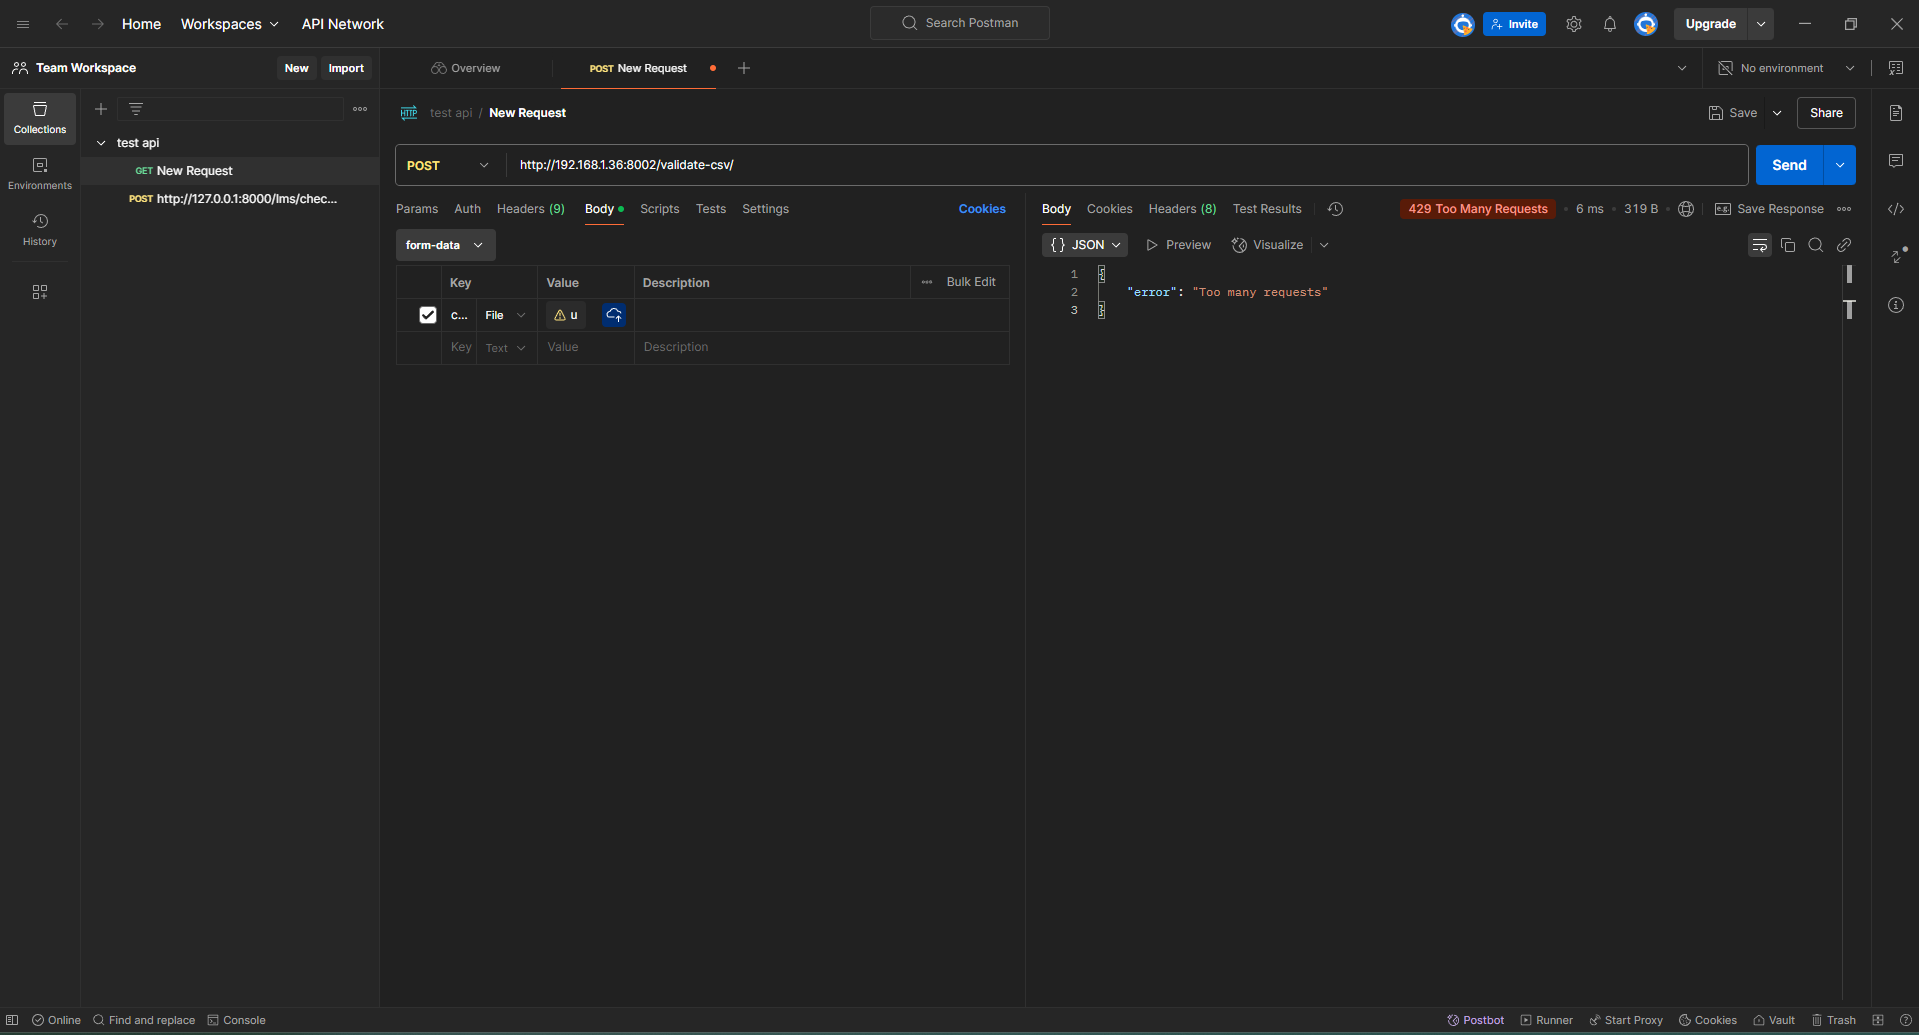 Home Workspaces API Network Search Postman Invite Upgrade
Team Workspace New Import Overview POST New Request No environment
Collections
Environments
History
test api
GET New Request
POST http://127.0.0.1:8000/lms/chec...
HTTP test api / New Request Save Share
POST http://192.168.1.36:8002/validate-csv/ Send
Params Auth Headers (9) Body Scripts Tests Settings Cookies
form-data
Key Value Description Bulk Edit
c... File u
Key Text Value Description
Body Cookies Headers (8) Test Results 429 Too Many Requests 6 ms 319 B e.g. Save Response
{} JSON Preview Visualize
1 {
2 "error": "Too many requests"
3 }
Online Find and replace Console Postbot Runner Start Proxy Cookies Vault Trash